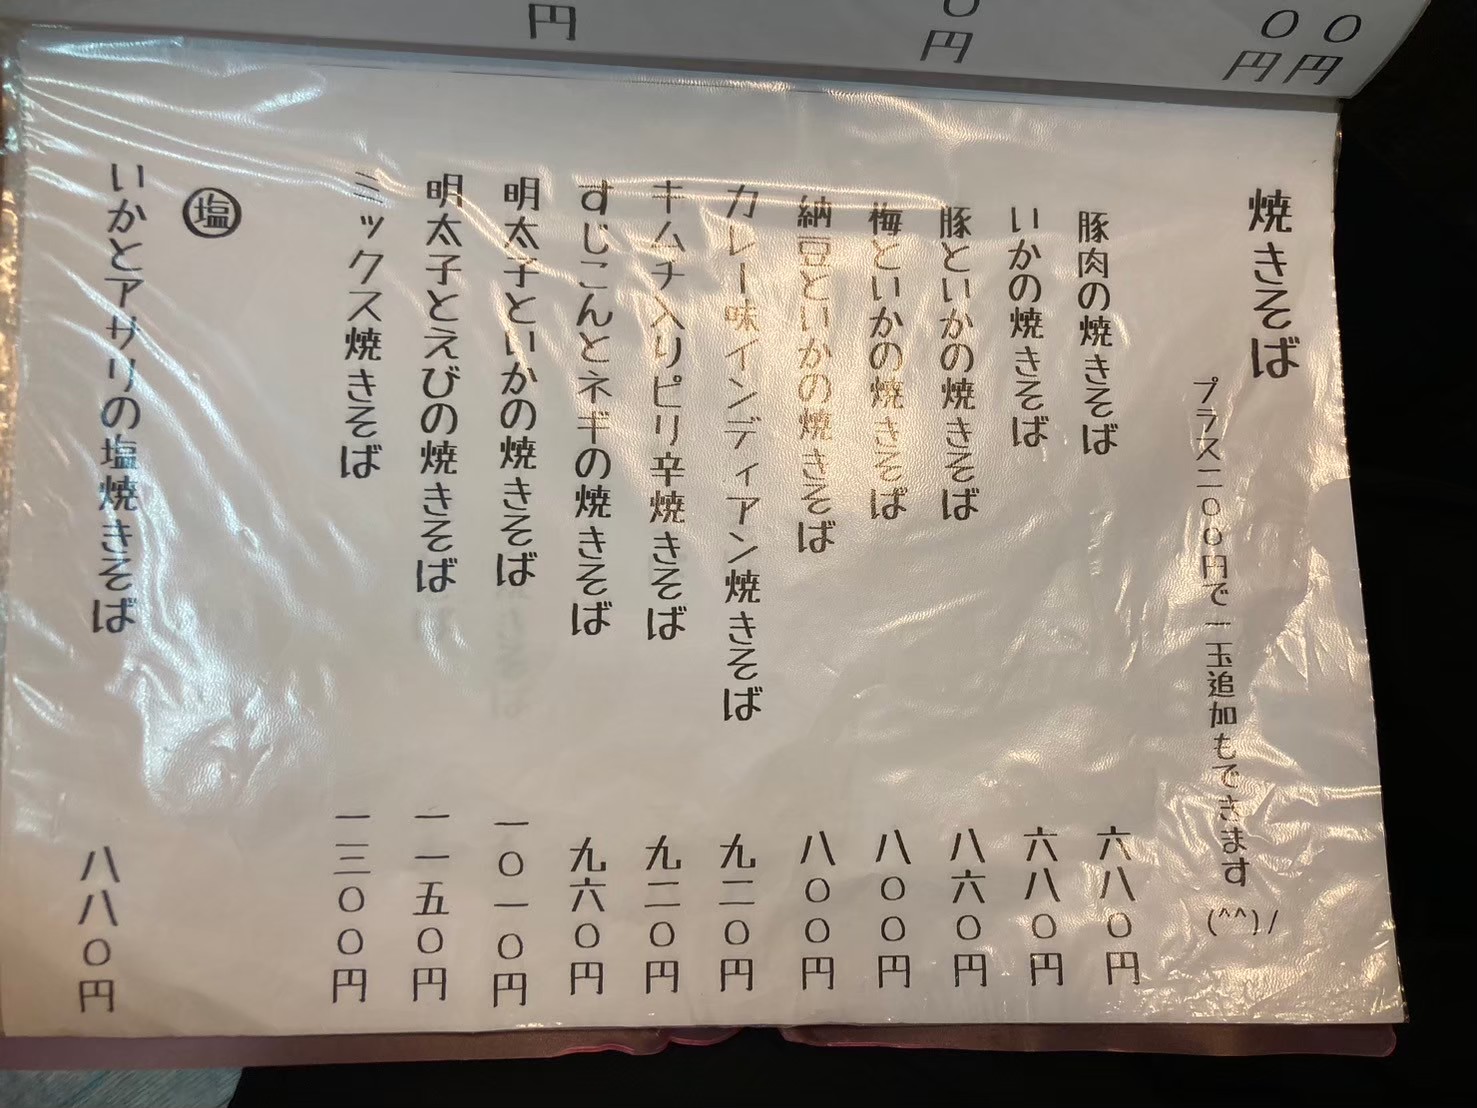 円
〇円
〇円
〇円
焼きそば
プラス二〇〇円で一玉追加もできます (^^)/
豚肉の焼きそば 六八〇円
いかの焼きそば 六八〇円
豚といかの焼きそば 八六〇円
梅といかの焼きそば 八〇〇円
納豆といかの焼きそば 八〇〇円
カレー味インディアン焼きそば 九二〇円
キムチ入りピリ辛焼きそば 九二〇円
すじこんとネギの焼きそば 九六〇円
明太子といかの焼きそば 一〇一〇円
明太子とえびの焼きそば 一一五〇円
ミックス焼きそば 一三〇〇円
塩
いかとアサリの塩焼きそば 八八〇円